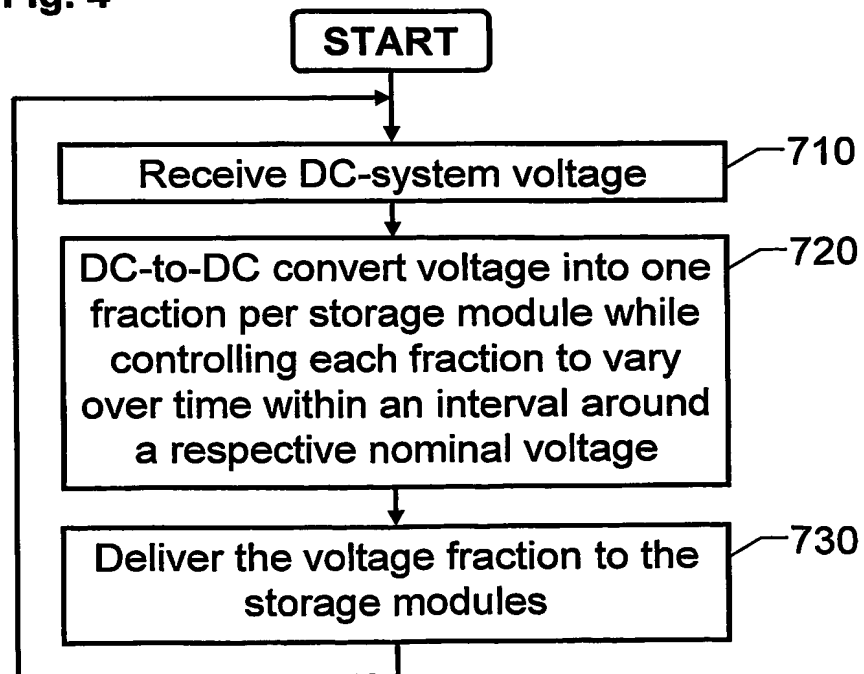 Fig. 4
START
Receive DC-system voltage
710
DC-to-DC convert voltage into one
fraction per storage module while
controlling each fraction to vary
over time within an interval around
a respective nominal voltage
720
Deliver the voltage fraction to the
storage modules
730